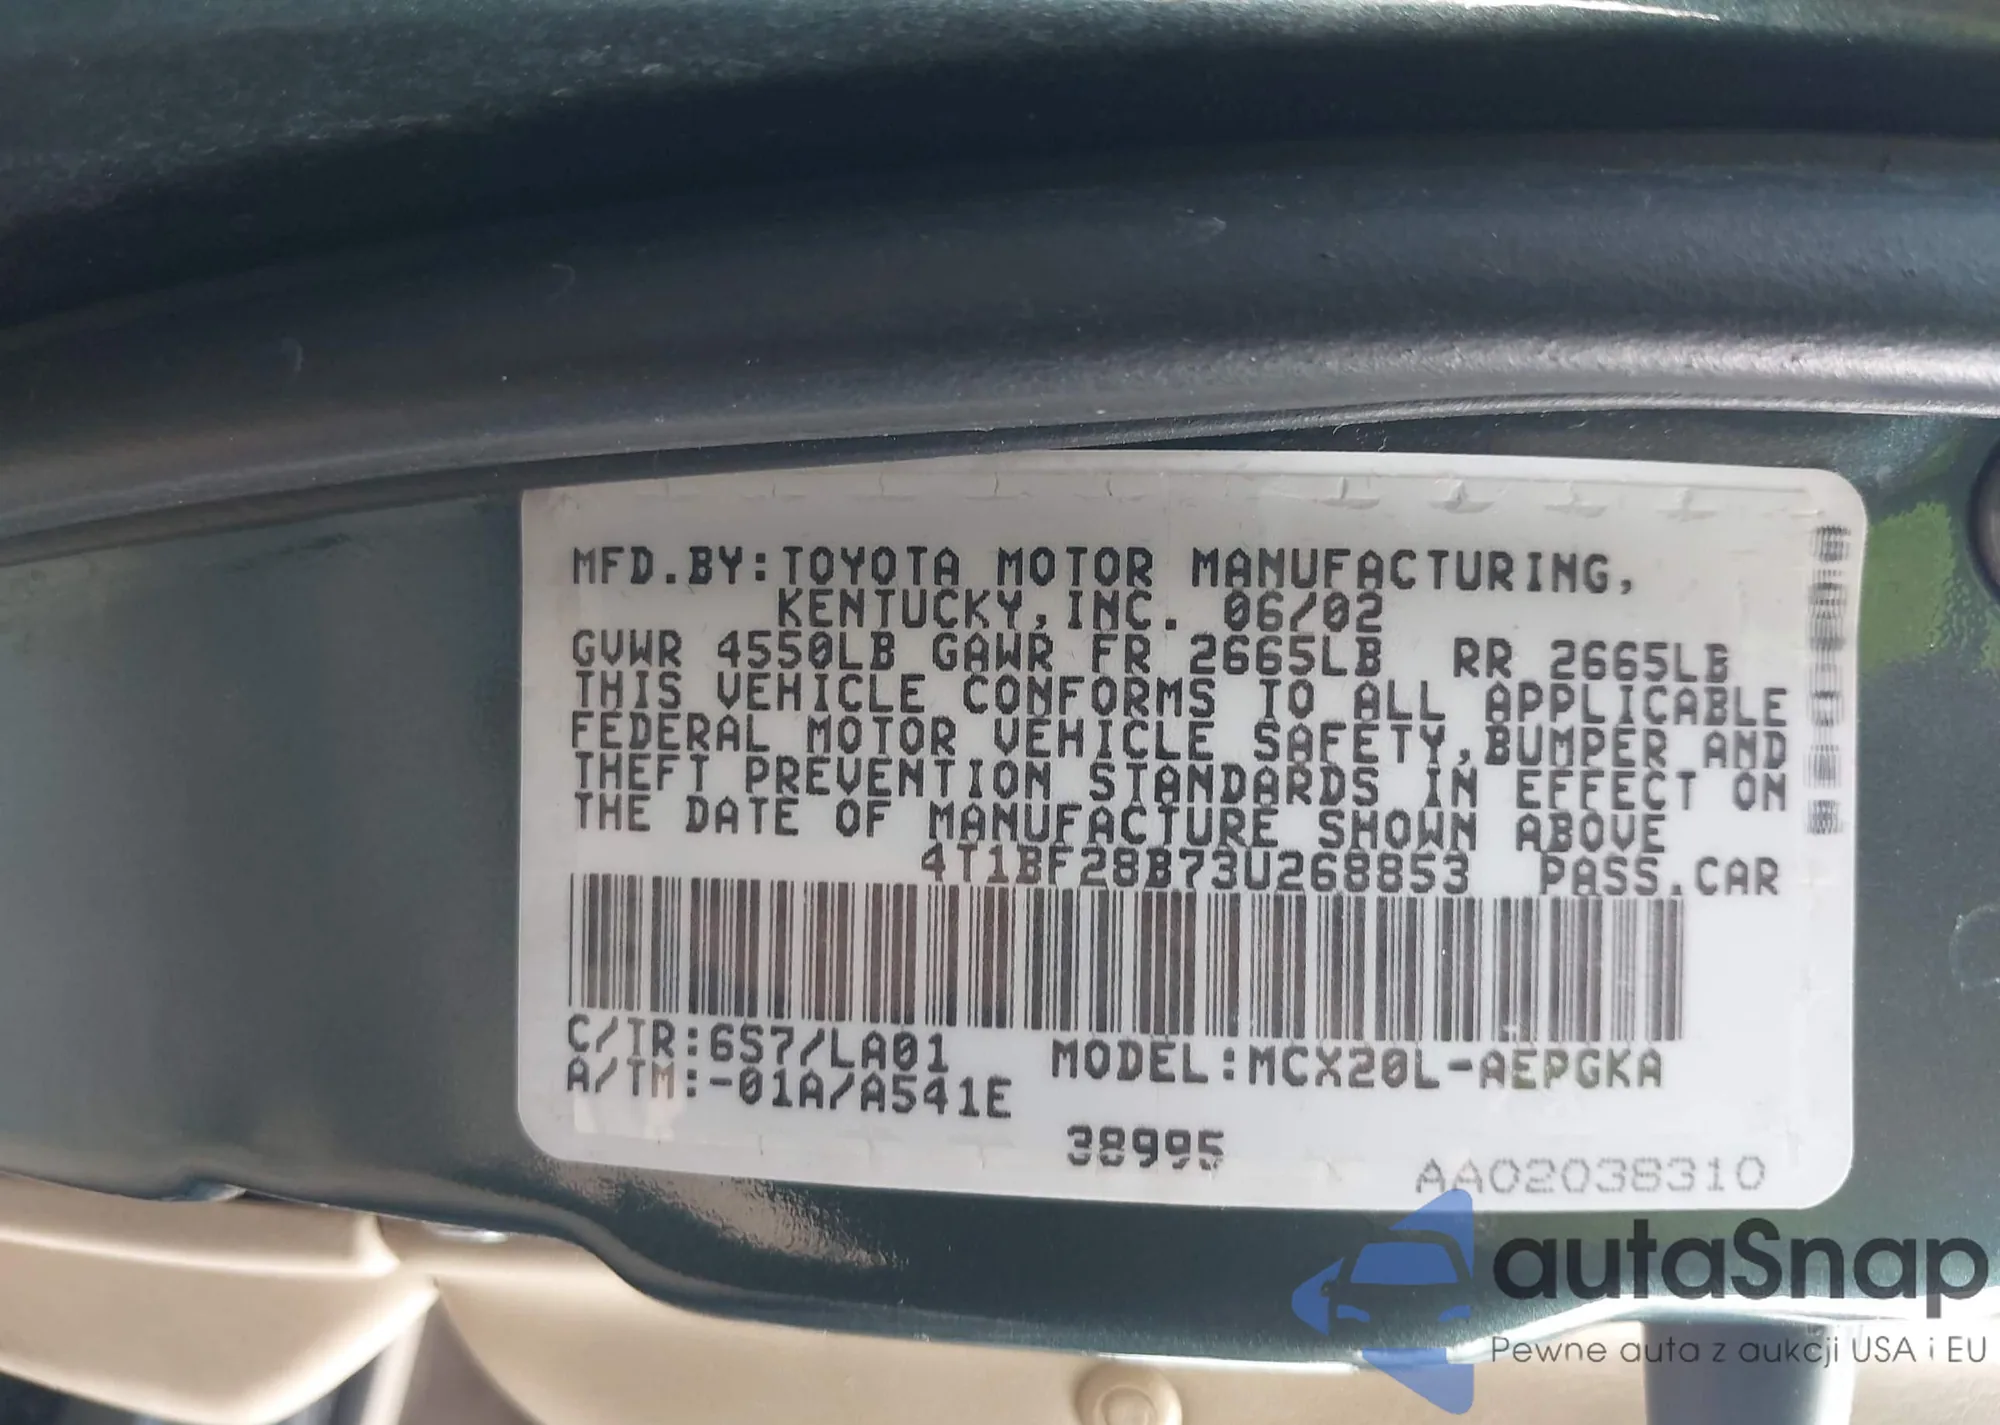 MFD.BY:TOYOTA MOTOR MANUFACTURING,
KENTUCKY,INC. 06/02
GVWR 4550LB GAWR FR 2665LB RR 2665LB
THIS VEHICLE CONFORMS TO ALL APPLICABLE
FEDERAL MOTOR VEHICLE SAFETY,BUMPER AND
THEFT PREVENTION STANDARDS IN EFFECT ON
THE DATE OF MANUFACTURE SHOWN ABOVE
4T1BF28B73U268853 PASS.CAR
C/TR:6S7/LA01 MODEL:MCX20L-AEPGKA
A/TM:-01A/A541E
38995
AA02038310
autaSnap
Pewne auta z aukcji USA i EU